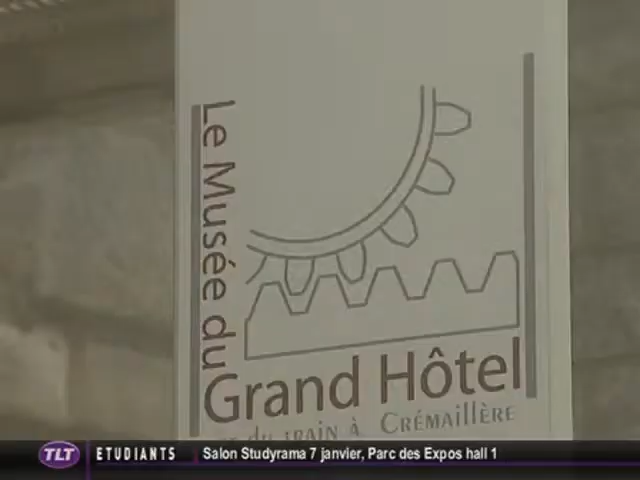 Le Musée du
Grand Hôtel
du train à Crémaillère
TLT ETUDIANTS Salon Studyrama 7 janvier, Parc des Expos hall 1